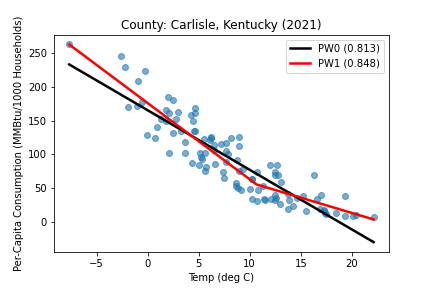 County: Carlisle, Kentucky (2021)
PW0 (0.813)
PW1 (0.848)
Per-Capita Consumption (MMBtu/1000 Households)
250
200
150
100
50
0
−5 0 5 10 15 20
Temp (deg C)